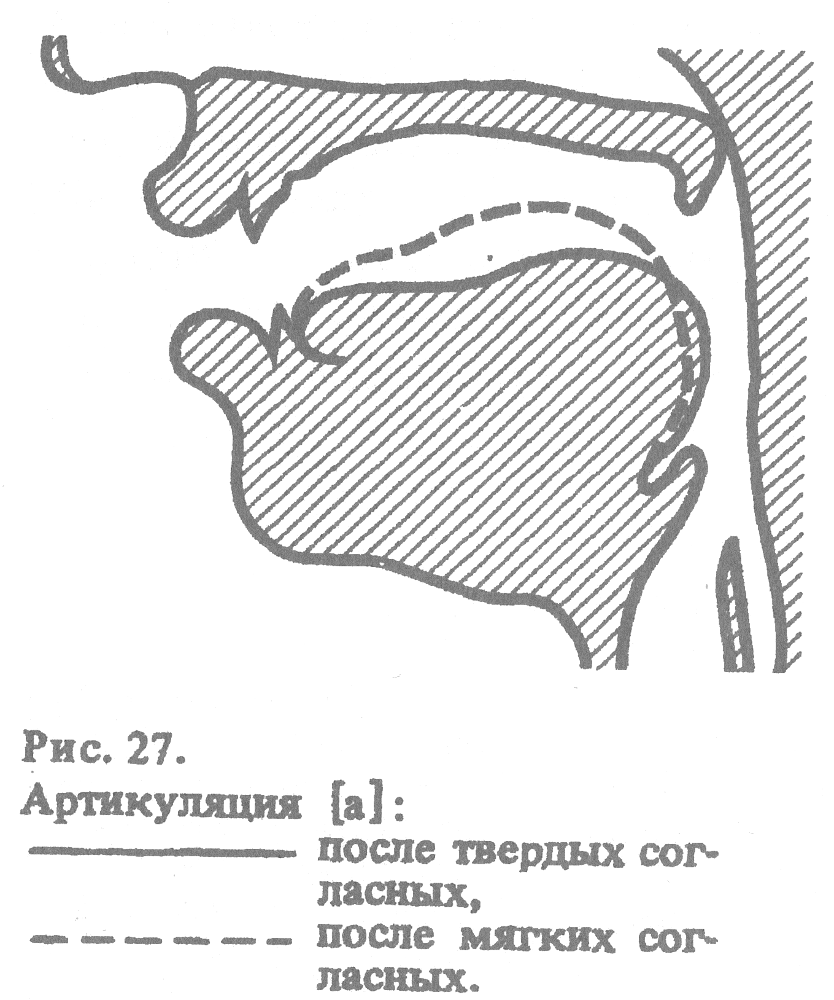 Рис. 27.
Артикуляция [а]:
после твердых сог-
ласных,
после мягких сог-
ласных.